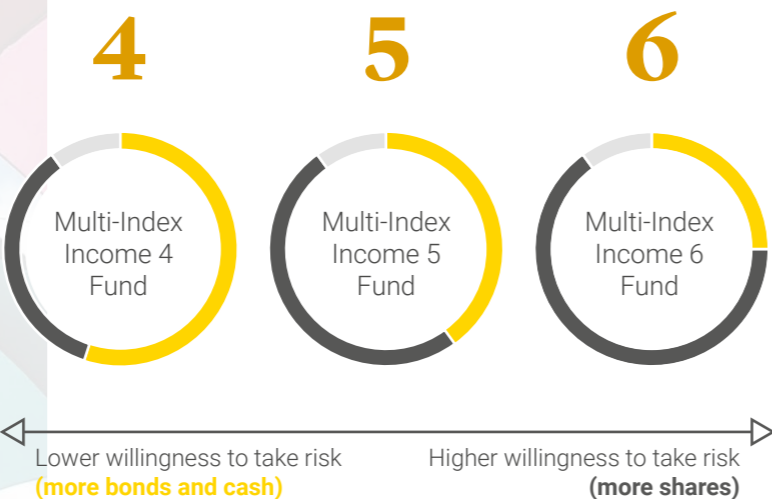 4
5
6
Multi-Index
Income 4
Fund
Multi-Index
Income 5
Fund
Multi-Index
Income 6
Fund
Lower willingness to take risk
(more bonds and cash)
Higher willingness to take risk
(more shares)